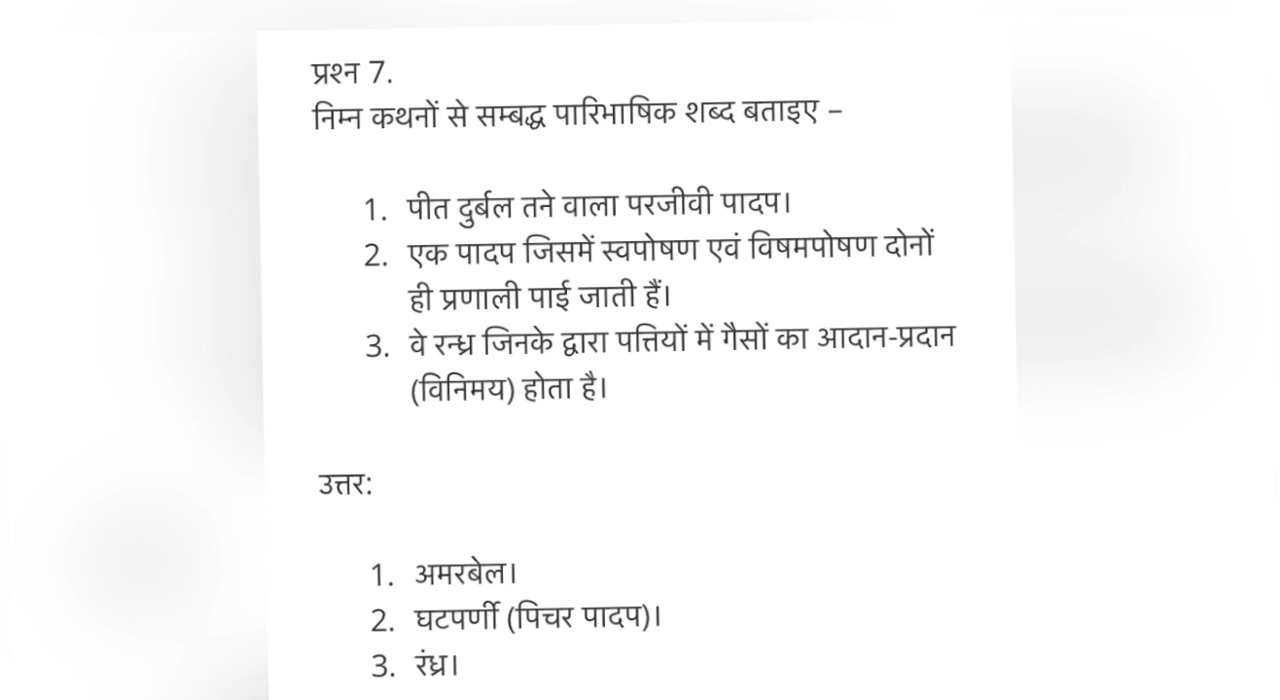 प्रश्न 7.
निम्न कथनों से सम्बद्ध पारिभाषिक शब्द बताइए –
1. पीत दुर्बल तने वाला परजीवी पादप।
2. एक पादप जिसमें स्वपोषण एवं विषमपोषण दोनों
ही प्रणाली पाई जाती हैं।
3. वे रन्ध्र जिनके द्वारा पत्तियों में गैसों का आदान-प्रदान
(विनिमय) होता है।
उत्तर:
1. अमरबेल।
2. घटपर्णी (पिचर पादप)।
3. रंध्र।